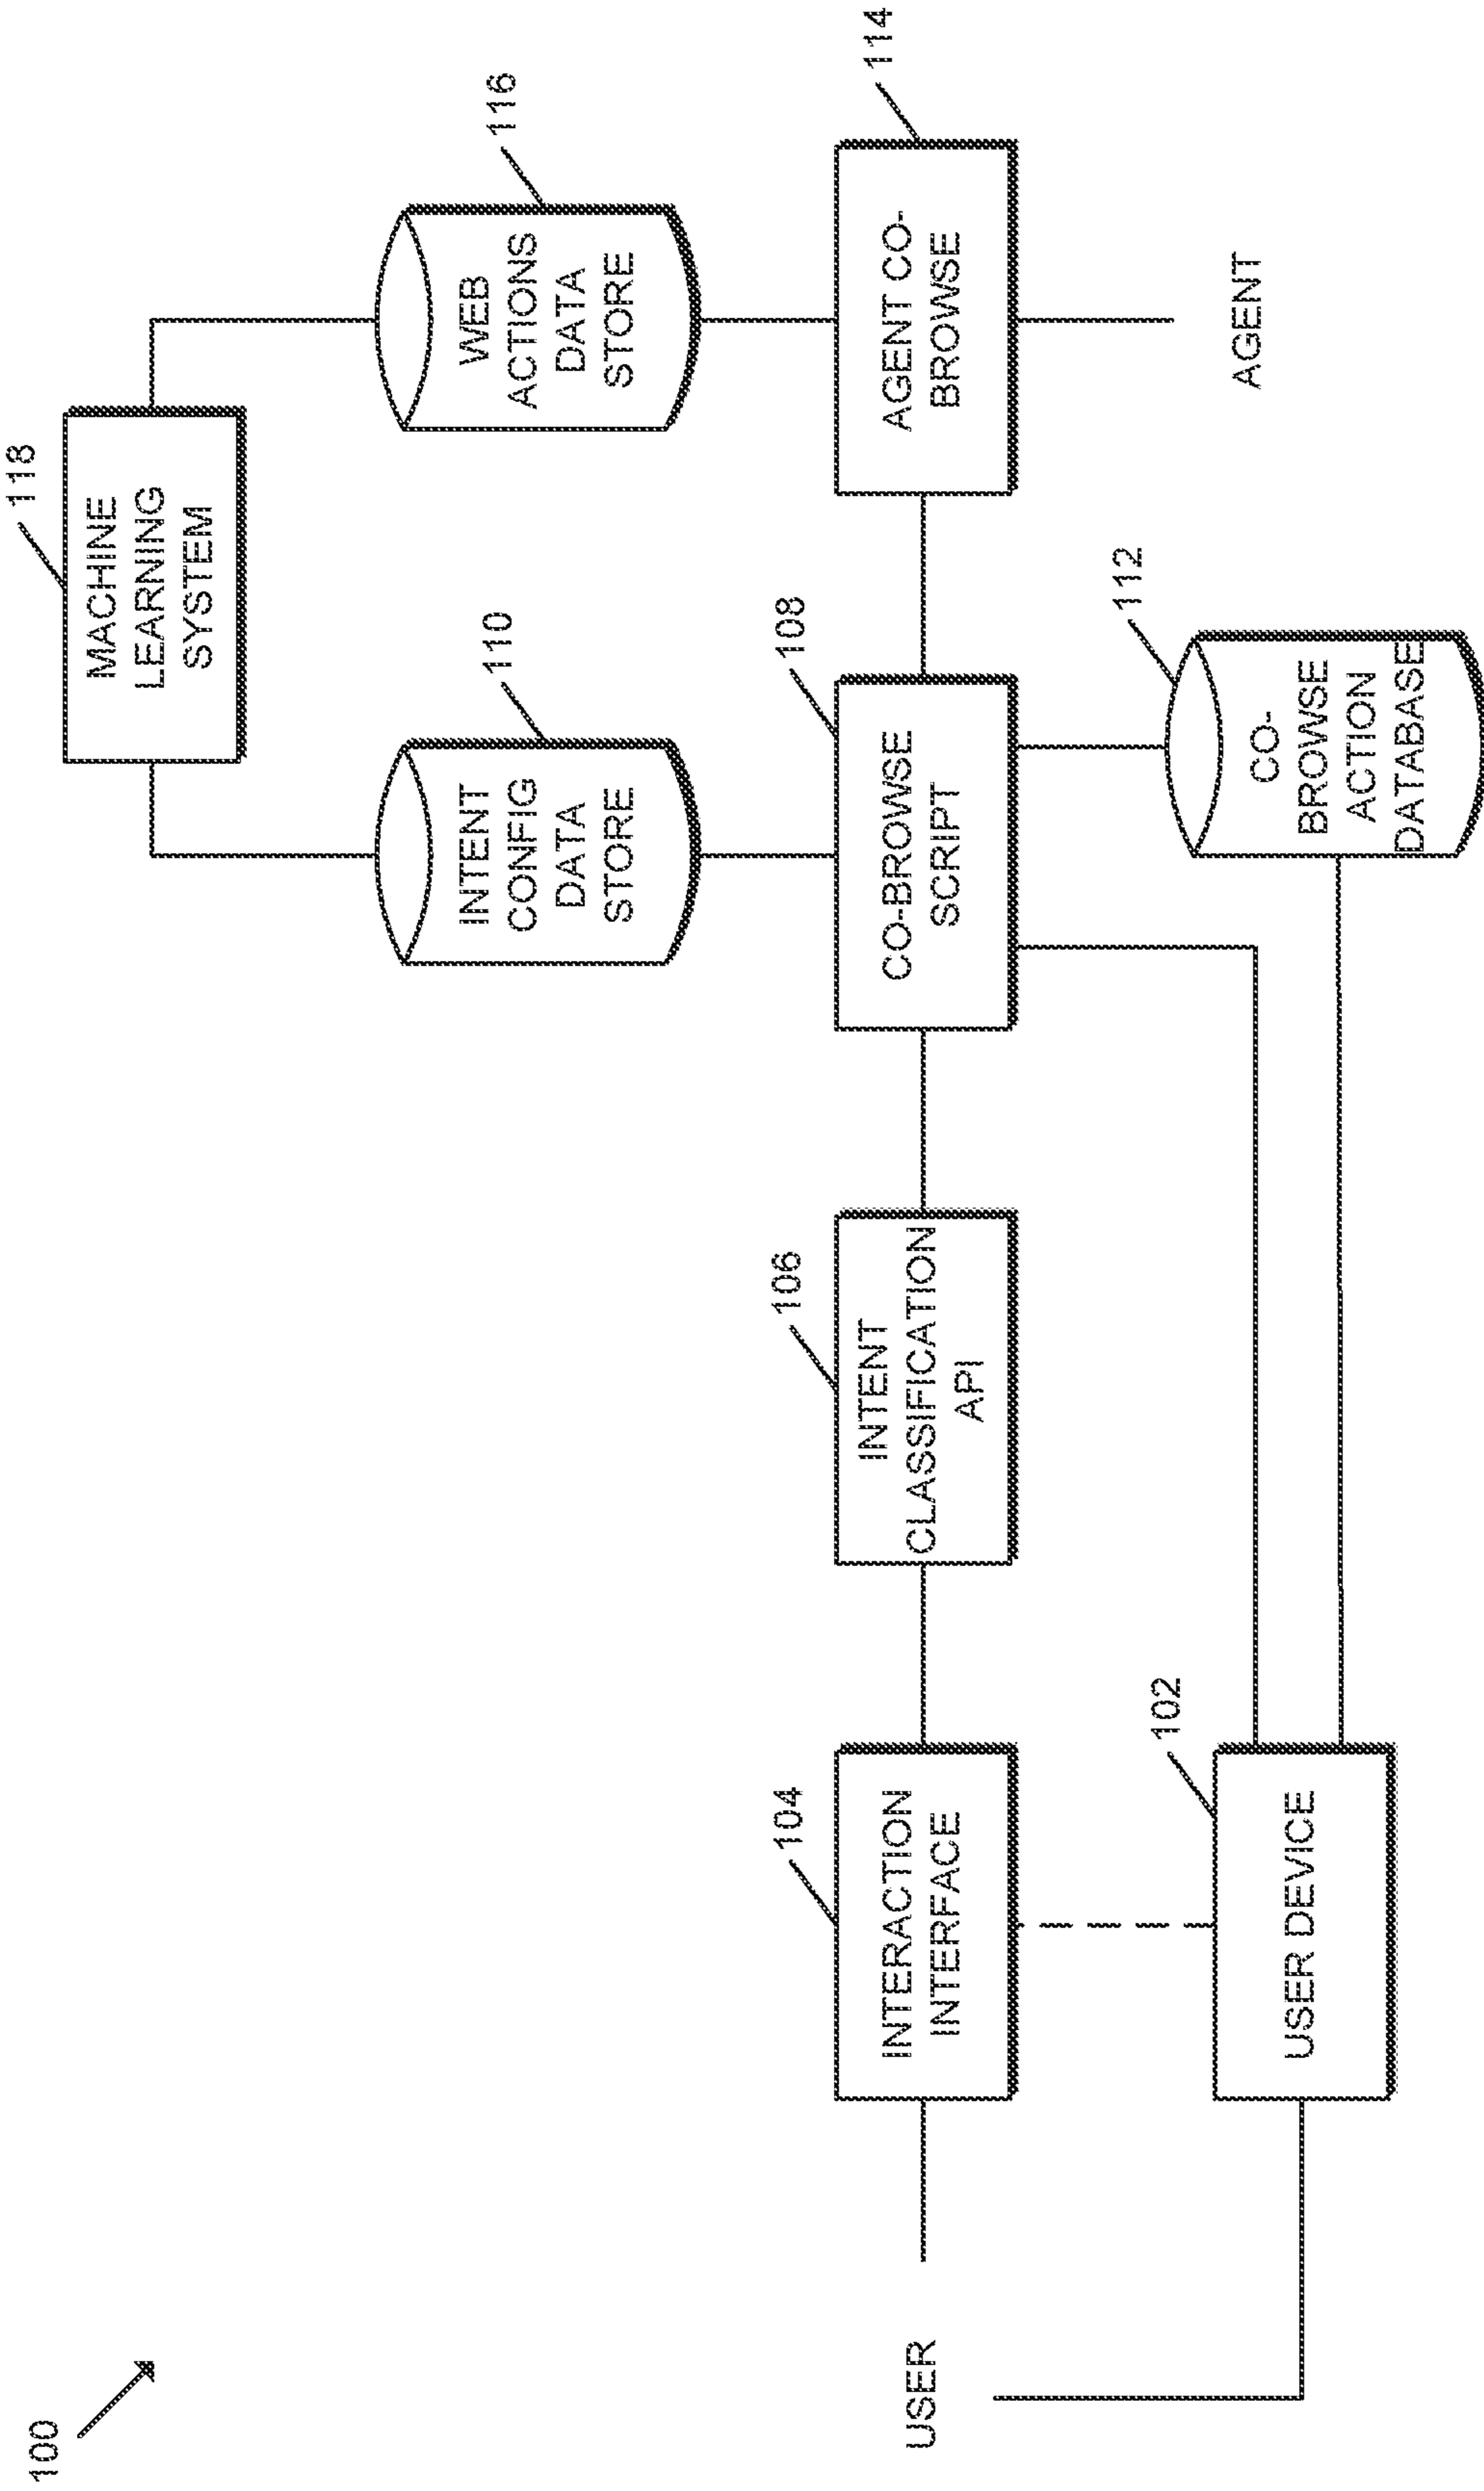 100
118
MACHINE
LEARNING
SYSTEM
110
INTENT
CONFIG
DATA
STORE
116
WEB
ACTIONS
DATA
STORE
USER
104
INTERACTION
INTERFACE
106
INTENT
CLASSIFICATION
API
108
CO-BROWSE
SCRIPT
114
AGENT CO-
BROWSE
102
USER DEVICE
112
CO-
BROWSE
ACTION
DATABASE
AGENT